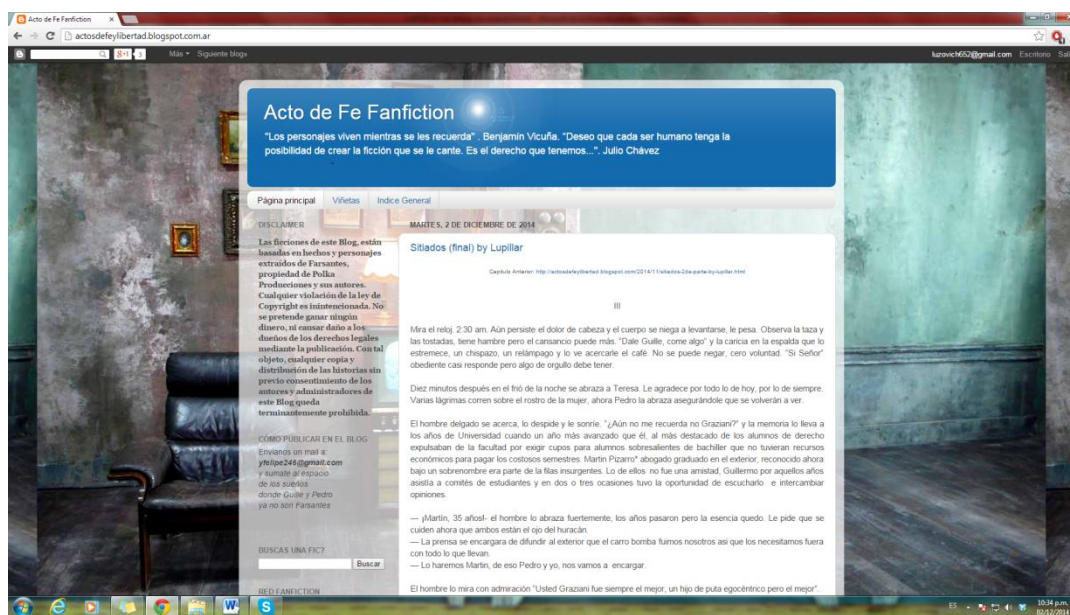 Acto de Fe Fanfiction
actosdefeylibertad.blogspot.com.ar
Más
Siguiente blog»
luzovich652@gmail.com Escritorio
Acto de Fe Fanfiction
"Los personajes viven mientras se les recuerda" . Benjamín Vicuña. "Deseo que cada ser humano tenga la
posibilidad de crear la ficción que se le cante. Es el derecho que tenemos...". Julio Chávez
Página principal Viñetas Indice General
DISCLAIMER
Las ficciones de este Blog, están
basadas en hechos y personajes
extraídos de Farsantes,
propiedad de Polka
Producciones y sus autores.
Cualquier violación de la ley de
Copyright es inintencionada. No
se pretende ganar ningún
dinero, ni causar daño a los
dueños de los derechos legales
mediante la publicación. Con tal
objeto, cualquier copia y
distribución de las historias sin
previo consentimiento de los
autores y administradores de
este Blog queda
terminantemente prohibida.
CÓMO PUBLICAR EN EL BLOG
Envianos un mail a:
yfelipe246@gmail.com
y sumate al espacio
de los sueños
donde Guille y Pedro
ya no son Farsantes
BUSCAS UNA FIC?
Buscar
RED FANFICTION
MARTES, 2 DE DICIEMBRE DE 2014
Sitiados (final) by Lupillar
Capítulo Anterior: http://actosdefeylibertad.blogspot.com/2014/11/sitiados-2da-parte-by-lupillar.html
III
Mira el reloj. 2:30 am. Aún persiste el dolor de cabeza y el cuerpo se niega a levantarse, le pesa. Observa la taza y
las tostadas, tiene hambre pero el cansancio puede más. "Dale Guille, come algo" y la caricia en la espalda que lo
estremece, un chispazo, un relámpago y lo ve acercarle el café. No se puede negar, cero voluntad. "Si Señor"
obediente casi responde pero algo de orgullo debe tener.
Diez minutos después en el frió de la noche se abraza a Teresa. Le agradece por todo lo de hoy, por lo de siempre.
Varias lágrimas corren sobre el rostro de la mujer, ahora Pedro la abraza asegurándole que se volverán a ver.
El hombre delgado se acerca, lo despide y le sonríe. "¿Aún no me recuerda no Graziani?" y la memoria lo lleva a
los años de Universidad cuando un año más avanzado que él, al más destacado de los alumnos de derecho
expulsaban de la facultad por exigir cupos para alumnos sobresalientes de bachiller que no tuvieran recursos
económicos para pagar los costosos semestres. Martin Pizarro* abogado graduado en el exterior, reconocido ahora
bajo un sobrenombre era parte de la filas insurgentes. Lo de ellos no fue una amistad, Guillermo por aquellos años
asistía a comités de estudiantes y en dos o tres ocasiones tuvo la oportunidad de escucharlo e intercambiar
opiniones.
— ¡Martín, 35 años!- el hombre lo abraza fuertemente, los años pasaron pero la esencia quedo. Le pide que se
cuiden ahora que ambos están el ojo del huracán.
— La prensa se encargara de difundir al exterior que el carro bomba fuimos nosotros asi que los necesitamos fuera
con todo lo que llevan.
— Lo haremos Martin, de eso Pedro y yo, nos vamos a encargar.
El hombre lo mira con admiración "Usted Graziani fue siempre el mejor, un hijo de puta egocéntrico pero el mejor".
ES
10:34 p.m.
02/12/2014